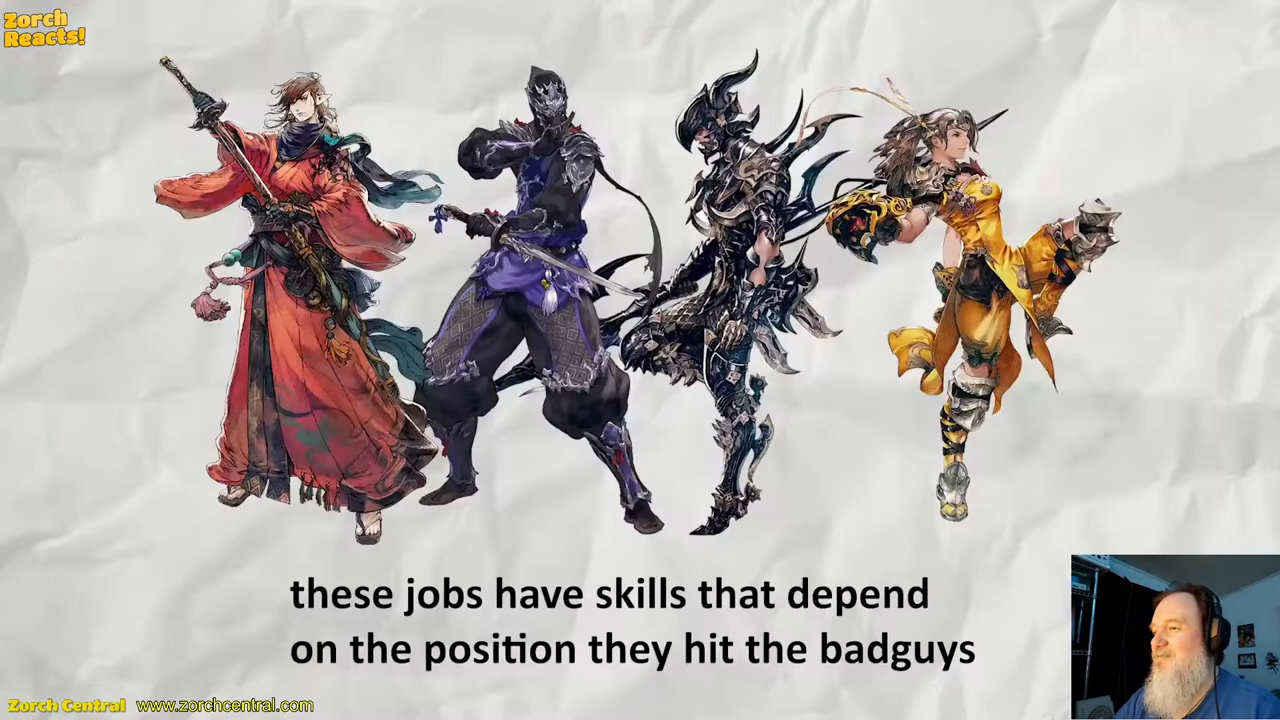 Zorch
Reacts!
these jobs have skills that depend
on the position they hit the badguys
Zorch Central www.zorchcentral.com